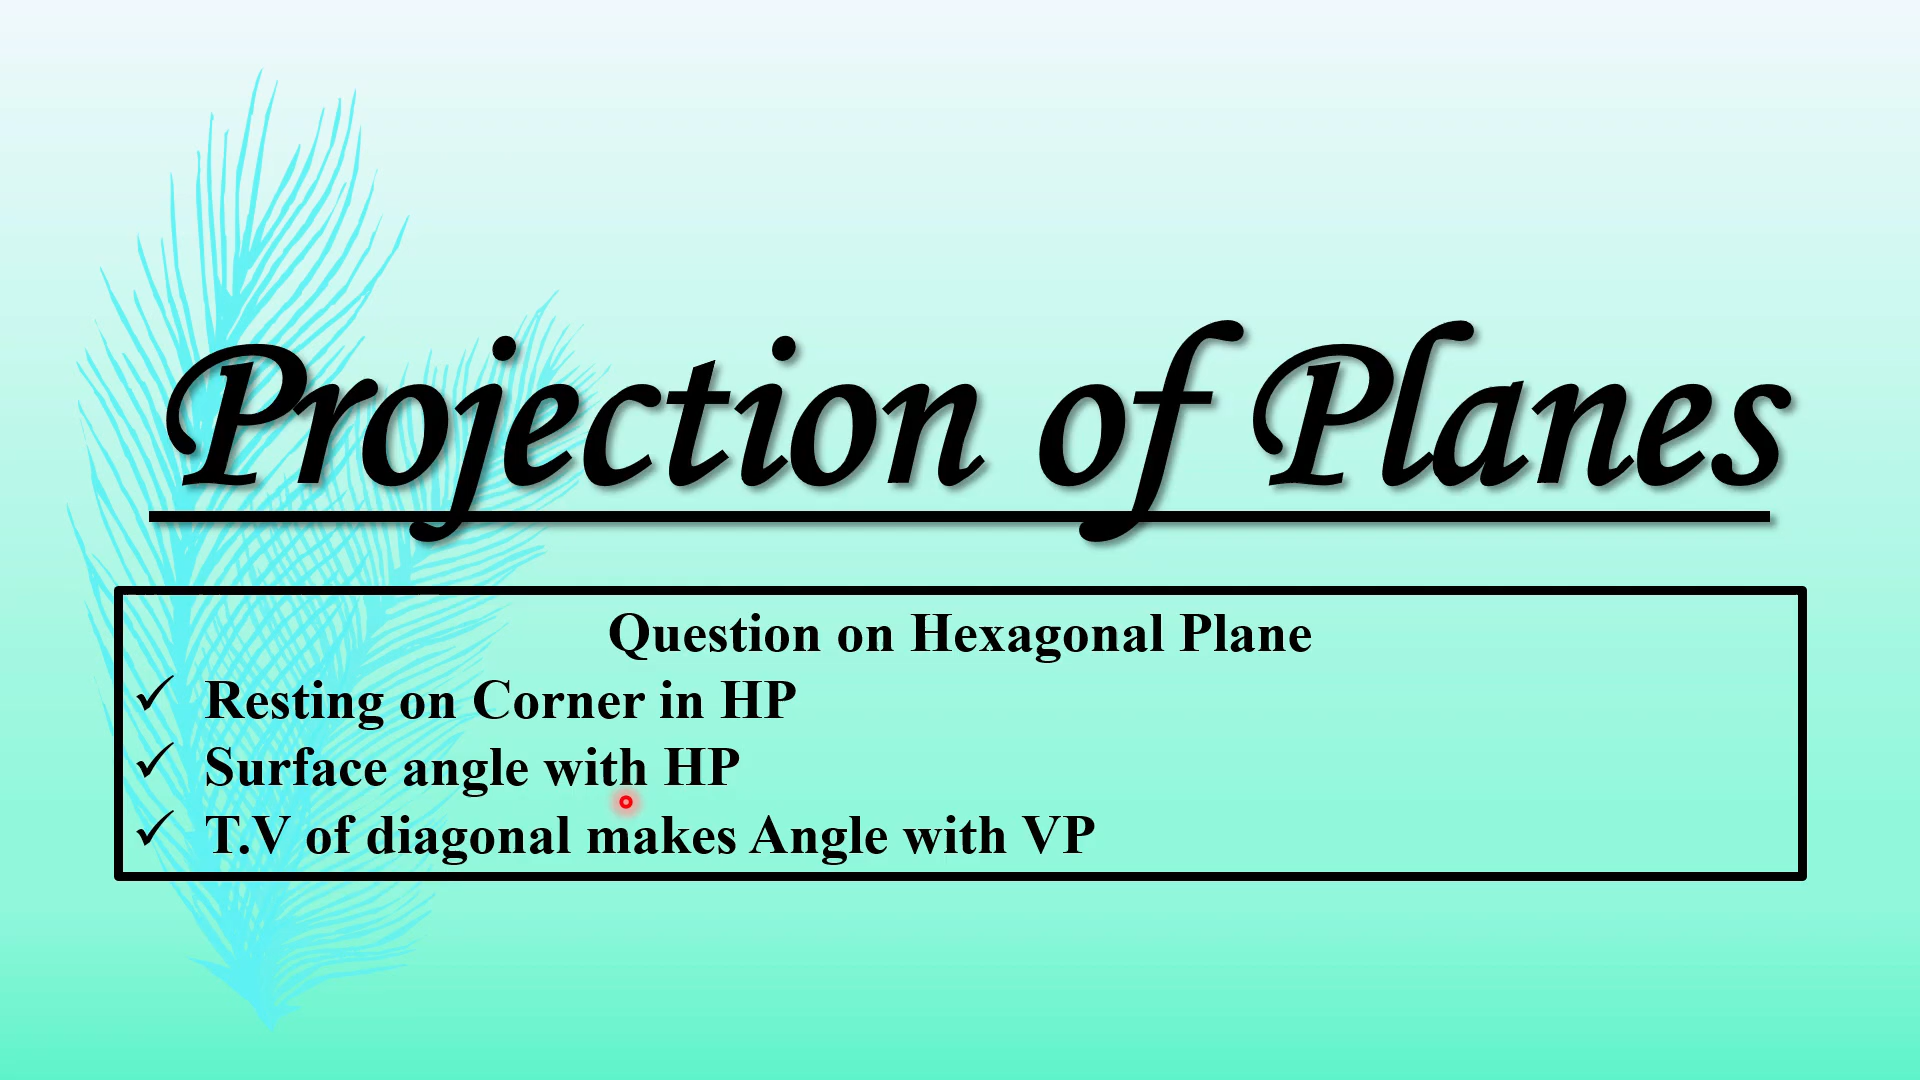 Projection of Planes
Question on Hexagonal Plane
✓ Resting on Corner in HP
✓ Surface angle with HP
✓ T.V of diagonal makes Angle with VP